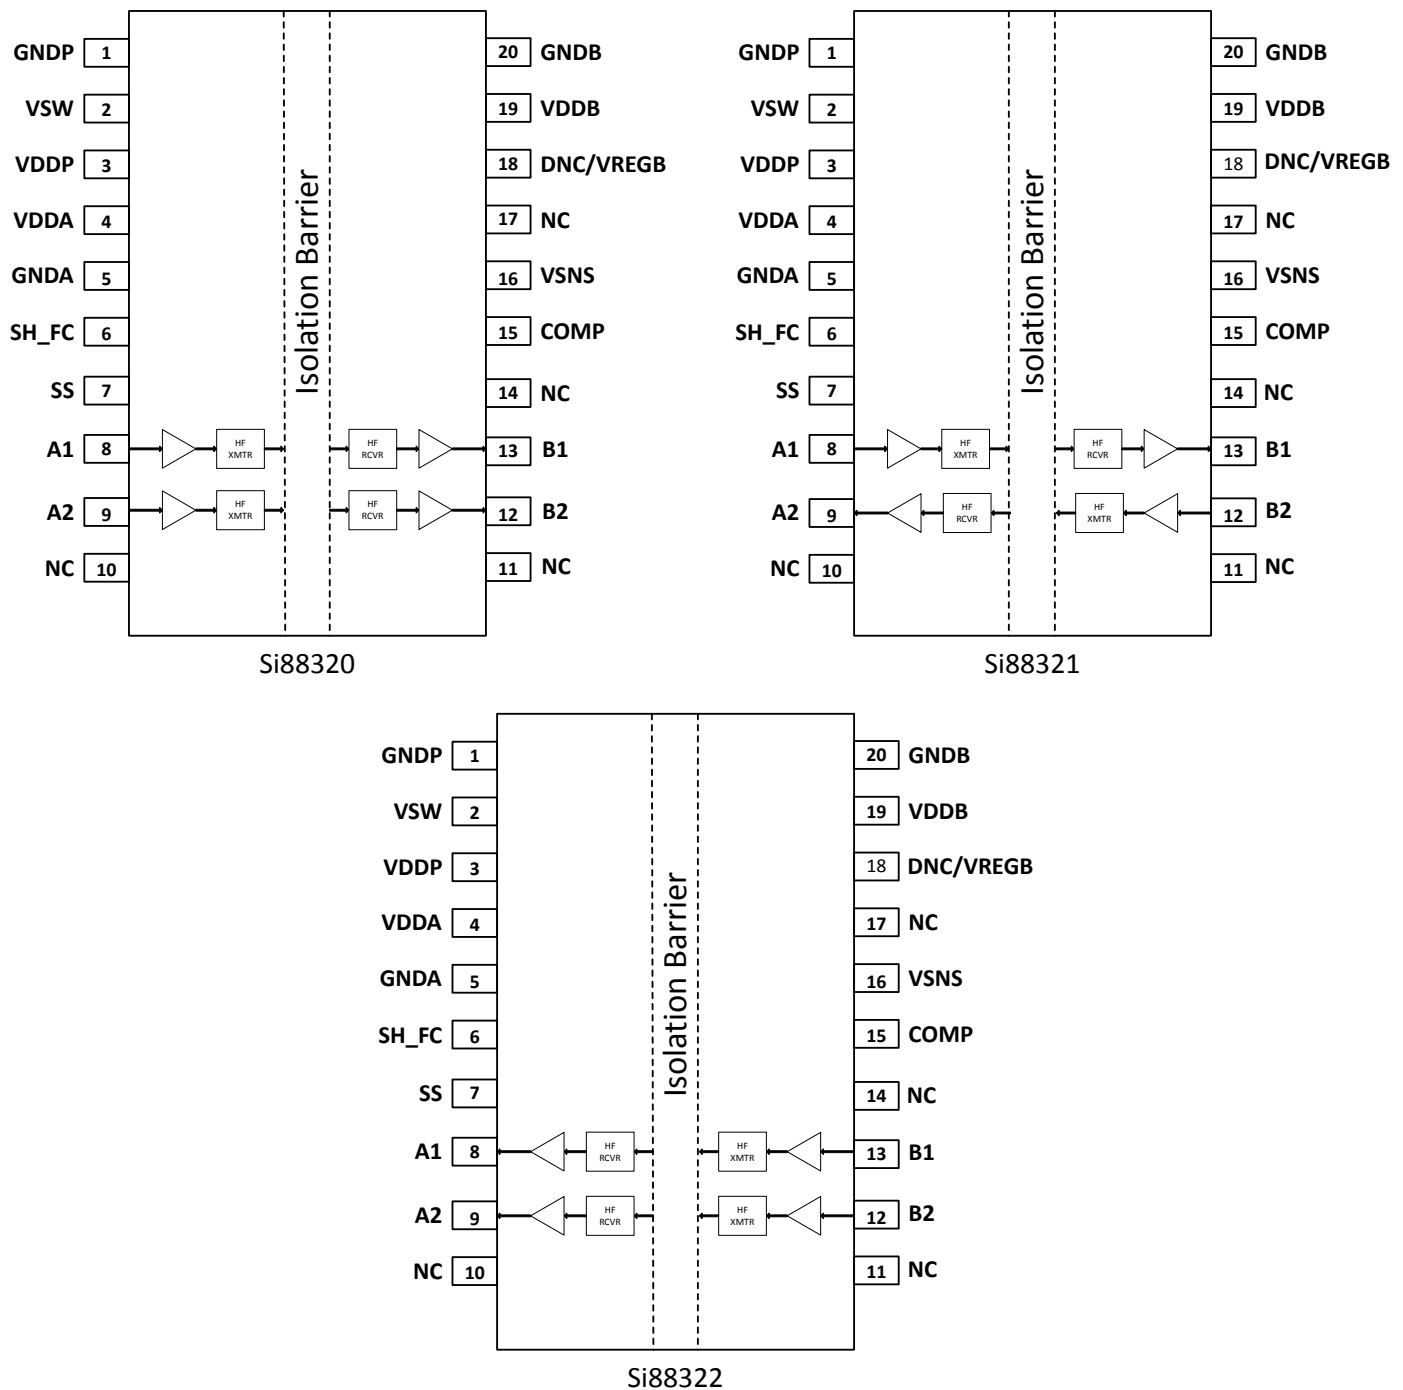 GNDP 1 20 GNDB
VSW 2 19 VDDB
VDDP 3 18 DNC/VREGB
VDDA 4 17 NC
GNDA 5 16 VSNS
SH_FC 6 15 COMP
SS 7 14 NC
A1 8 HF XMTR HF RCVR 13 B1
A2 9 HF XMTR HF RCVR 12 B2
NC 10 11 NC
Isolation Barrier
Si88320
GNDP 1 20 GNDB
VSW 2 19 VDDB
VDDP 3 18 DNC/VREGB
VDDA 4 17 NC
GNDA 5 16 VSNS
SH_FC 6 15 COMP
SS 7 14 NC
A1 8 HF XMTR HF RCVR 13 B1
A2 9 HF RCVR HF XMTR 12 B2
NC 10 11 NC
Isolation Barrier
Si88321
GNDP 1 20 GNDB
VSW 2 19 VDDB
VDDP 3 18 DNC/VREGB
VDDA 4 17 NC
GNDA 5 16 VSNS
SH_FC 6 15 COMP
SS 7 14 NC
A1 8 HF RCVR HF XMTR 13 B1
A2 9 HF RCVR HF XMTR 12 B2
NC 10 11 NC
Isolation Barrier
Si88322